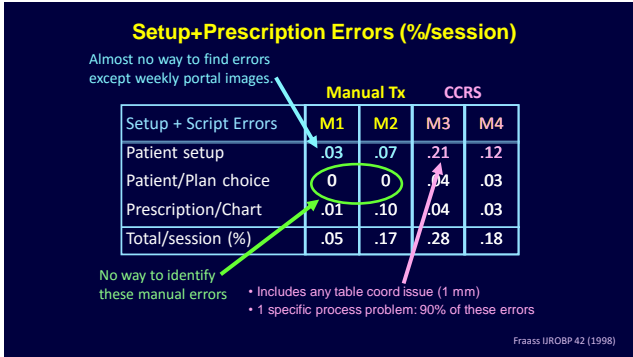 Setup+Prescription Errors (%/session)
Almost no way to find errors
except weekly portal images.
Manual Tx CCRS
Setup + Script Errors M1 M2 M3 M4
Patient setup .03 .07 .21 .12
Patient/Plan choice 0 0 .04 .03
Prescription/Chart .01 .10 .04 .03
Total/session (%) .05 .17 .28 .18
No way to identify
these manual errors
• Includes any table coord issue (1 mm)
• 1 specific process problem: 90% of these errors
Fraass IJROBP 42 (1998)